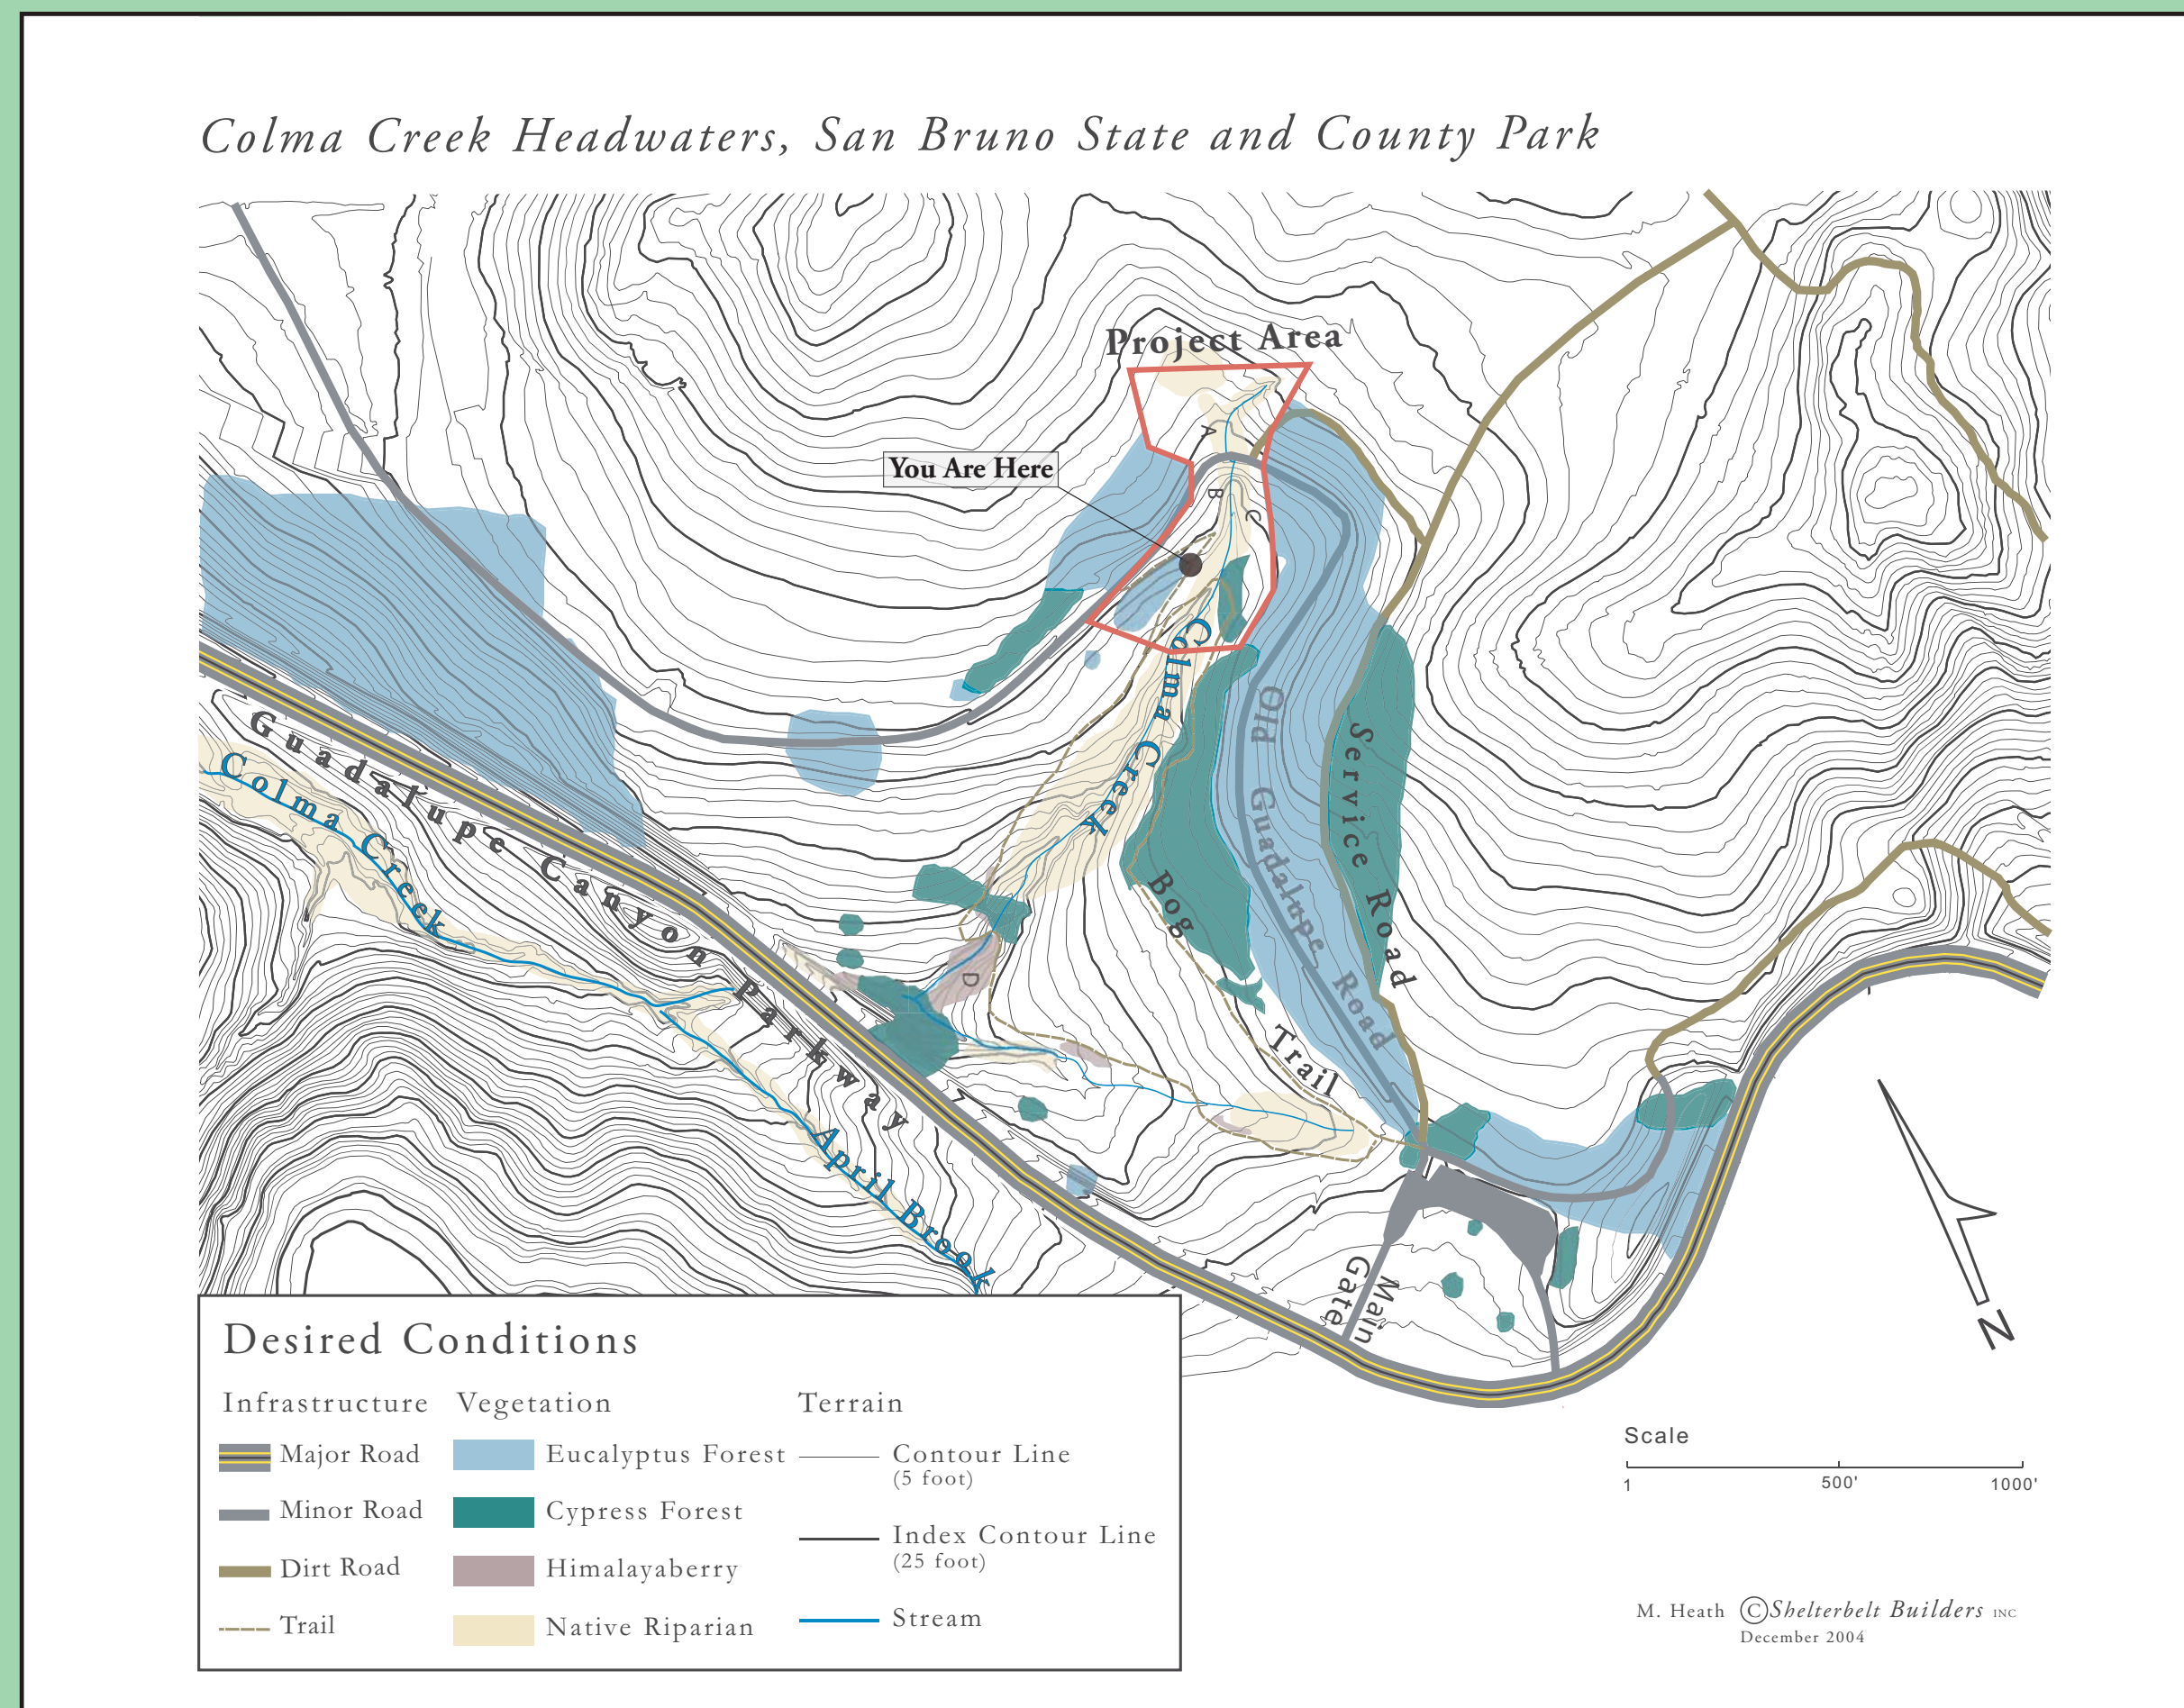 Colma Creek Headwaters, San Bruno State and County Park
Project Area
You Are Here
A
B
C
Colma Creek
Old Guadalupe Road
Service Road
Bog Trail
D
Guadalupe Canyon Parkway
Colma Creek
April Brook
Main
Gate
N
Desired Conditions
Infrastructure
Major Road
Minor Road
Dirt Road
Trail
Vegetation
Eucalyptus Forest
Cypress Forest
Himalayaberry
Native Riparian
Terrain
Contour Line
(5 foot)
Index Contour Line
(25 foot)
Stream
Scale
1 500' 1000'
M. Heath ©Shelterbelt Builders INC
December 2004